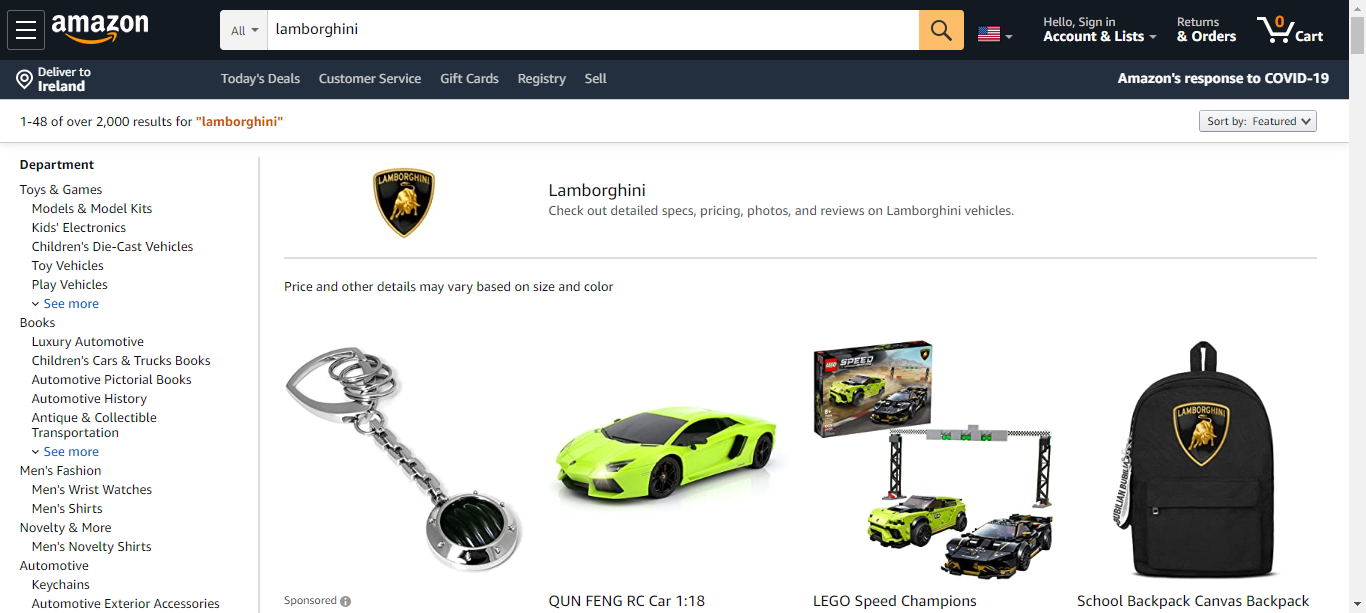 amazon
All
lamborghini
Hello, Sign in
Account & Lists
Returns
& Orders
0
Cart
Deliver to
Ireland
Today's Deals
Customer Service
Gift Cards
Registry
Sell
Amazon's response to COVID-19
1-48 of over 2,000 results for "lamborghini"
Sort by: Featured
Department
Toys & Games
Models & Model Kits
Kids' Electronics
Children's Die-Cast Vehicles
Toy Vehicles
Play Vehicles
See more
Books
Luxury Automotive
Children's Cars & Trucks Books
Automotive Pictorial Books
Automotive History
Antique & Collectible
Transportation
See more
Men's Fashion
Men's Wrist Watches
Men's Shirts
Novelty & More
Men's Novelty Shirts
Automotive
Keychains
Automotive Exterior Accessories
LAMBORGHINI
Lamborghini
Check out detailed specs, pricing, photos, and reviews on Lamborghini vehicles.
Price and other details may vary based on size and color
Sponsored
QUN FENG RC Car 1:18
LEGO
SPEED
LEGO Speed Champions
LAMBORGHINI
BUBILIAN
School Backpack Canvas Backpack